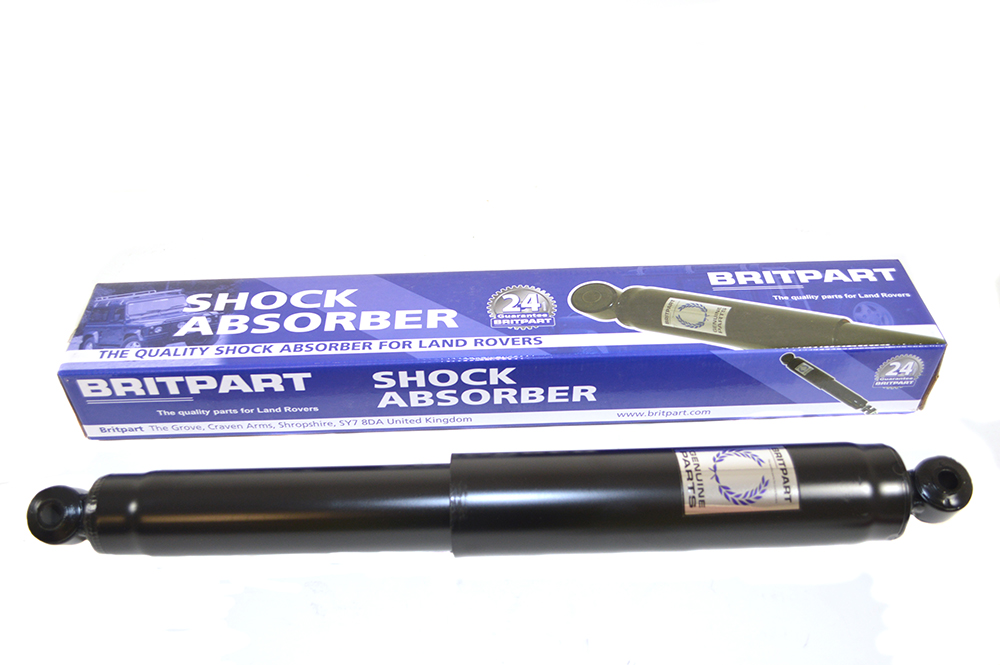 SHOCK
ABSORBER
24
Guarantee
BRITPART
BRITPART
The quality parts for Land Rovers
THE QUALITY SHOCK ABSORBER FOR LAND ROVERS
BRITPART
The quality parts for Land Rovers
SHOCK
ABSORBER
24
Guarantee
BRITPART
Britpart The Grove, Craven Arms, Shropshire, SY7 8DA United Kingdom
www.britpart.com
BRITPART
GENUINE
PARTS